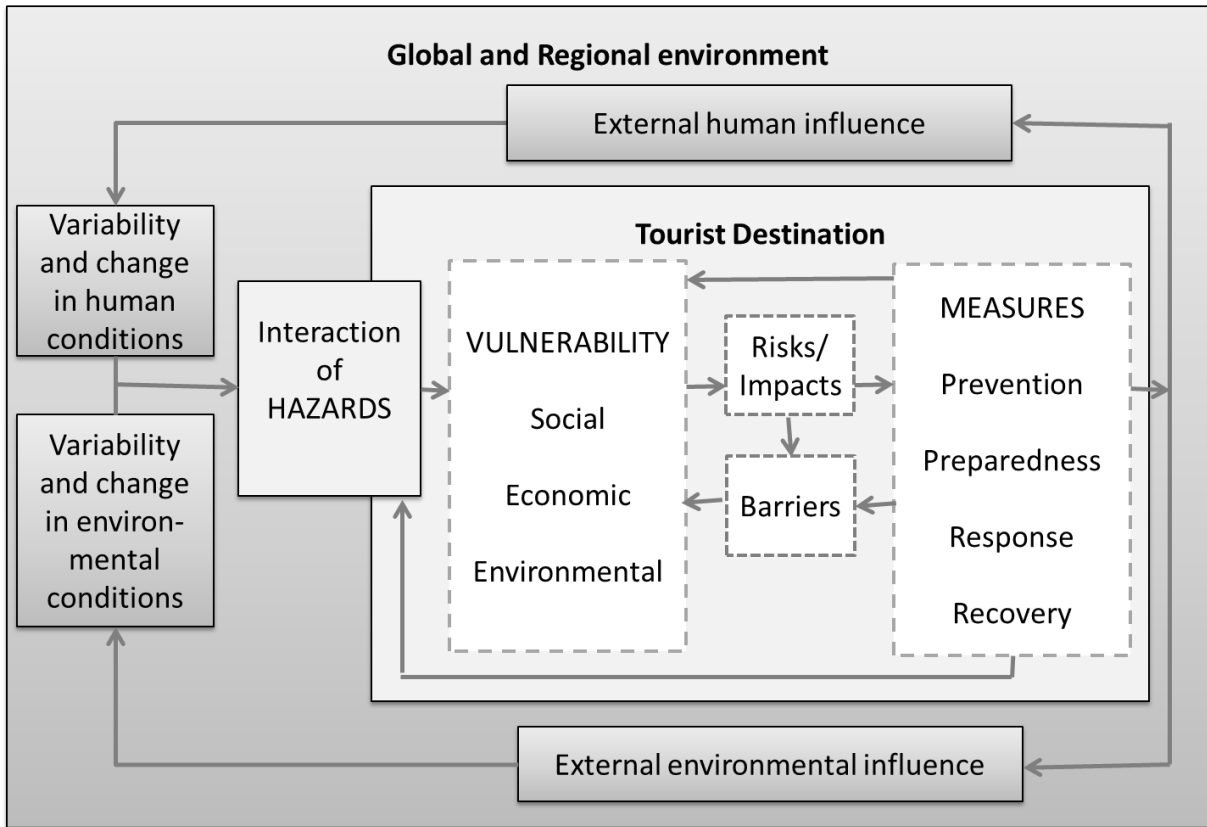 Global and Regional environment
External human influence
Variability
and change
in human
conditions
Tourist Destination
Interaction
of
HAZARDS
VULNERABILITY
Social
Economic
Environmental
Risks/
Impacts
Barriers
MEASURES
Prevention
Preparedness
Response
Recovery
Variability
and change
in environ-
mental
conditions
External environmental influence